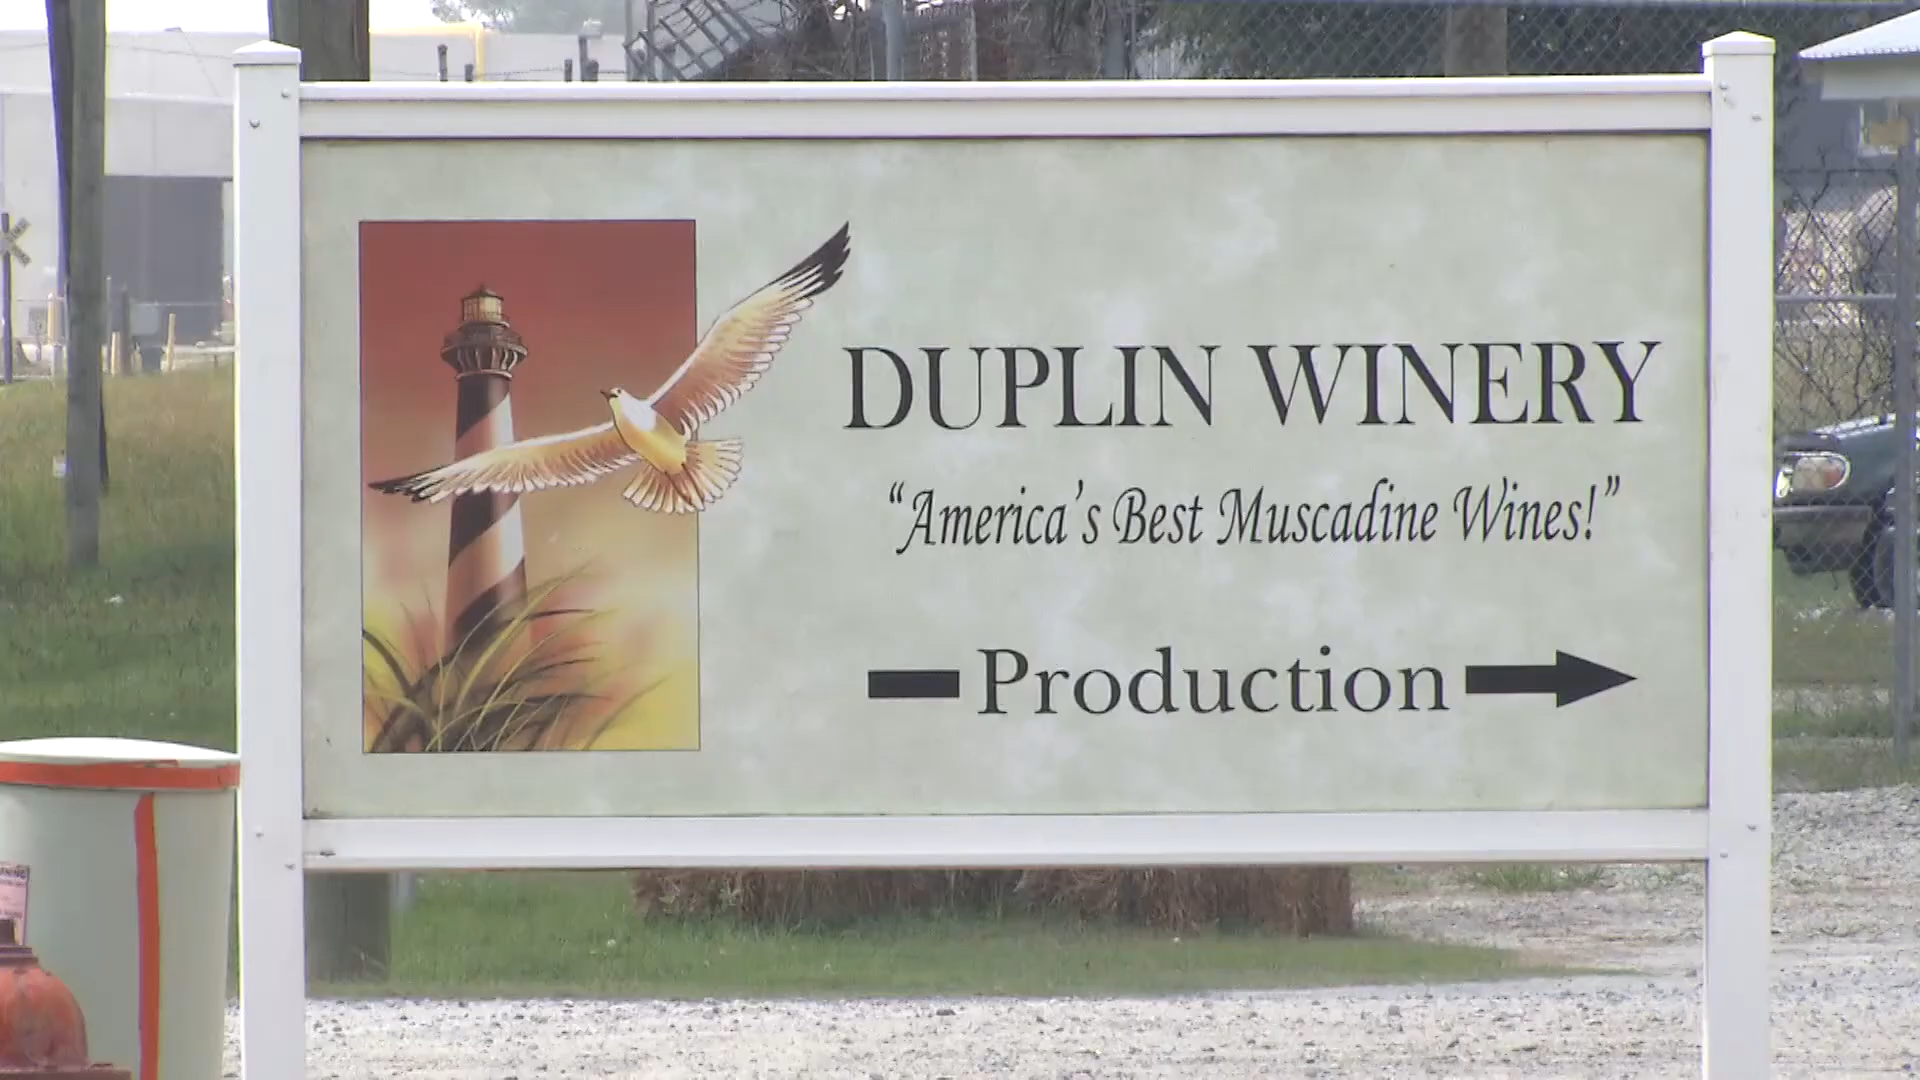 DUPLIN WINERY
“America’s Best Muscadine Wines!”
Production